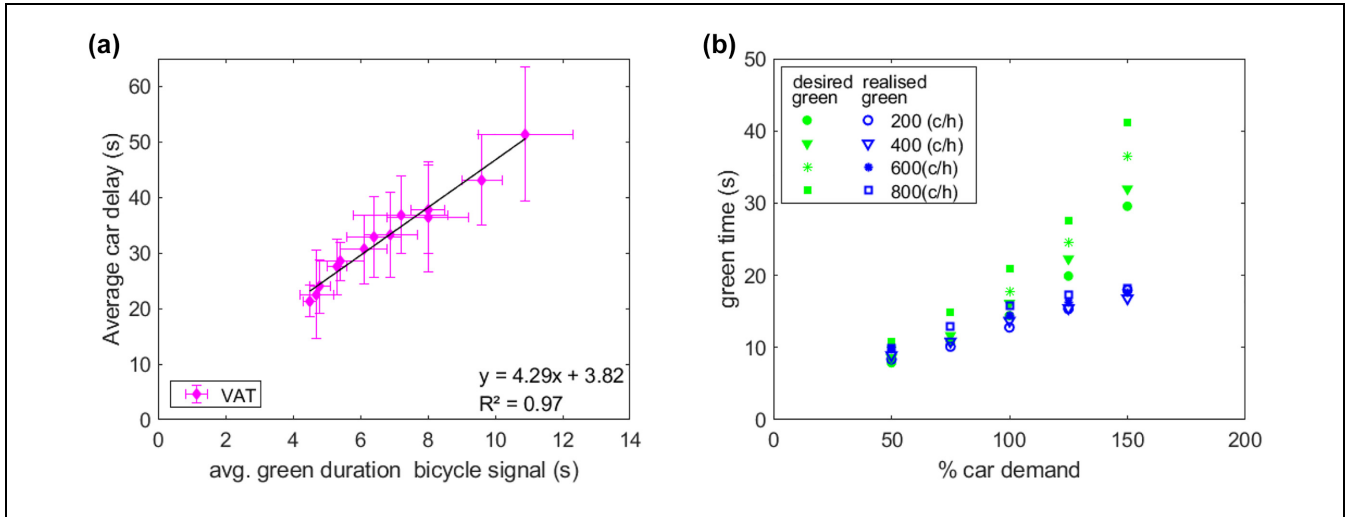 (a)
Average car delay (s)
60
50
40
30
20
10
0
VAT
y = 4.29x + 3.82
R² = 0.97
0 2 4 6 8 10 12 14
avg. green duration bicycle signal (s)
(b)
green time (s)
50
40
30
20
10
0
desired realised
green green
200 (c/h)
400 (c/h)
600(c/h)
800(c/h)
0 50 100 150 200
% car demand